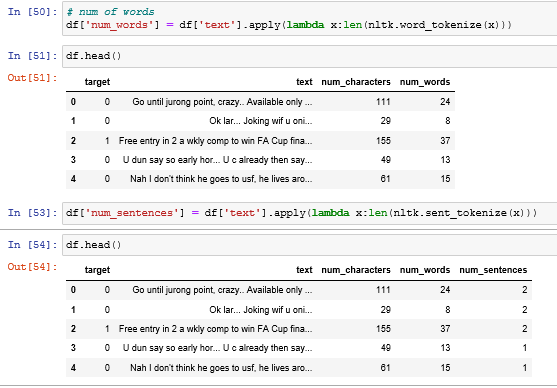 In [50]: # num of words
df['num_words'] = df['text'].apply(lambda x:len(nltk.word_tokenize(x)))
In [51]: df.head()
Out[51]:
target text num_characters num_words
0 0 Go until jurong point, crazy.. Available only ... 111 24
1 0 Ok lar... Joking wif u oni... 29 8
2 1 Free entry in 2 a wkly comp to win FA Cup fina... 155 37
3 0 U dun say so early hor... U c already then say... 49 13
4 0 Nah I don't think he goes to usf, he lives aro... 61 15
In [53]: df['num_sentences'] = df['text'].apply(lambda x:len(nltk.sent_tokenize(x)))
In [54]: df.head()
Out[54]:
target text num_characters num_words num_sentences
0 0 Go until jurong point, crazy.. Available only ... 111 24 2
1 0 Ok lar... Joking wif u oni... 29 8 2
2 1 Free entry in 2 a wkly comp to win FA Cup fina... 155 37 2
3 0 U dun say so early hor... U c already then say... 49 13 1
4 0 Nah I don't think he goes to usf, he lives aro... 61 15 1